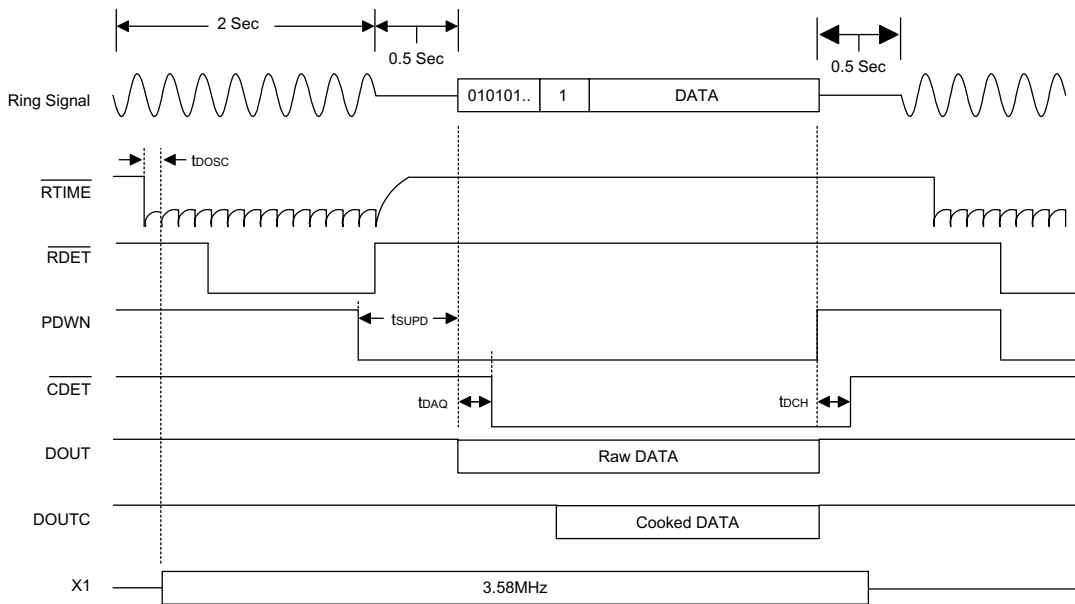 2 Sec
0.5 Sec
0.5 Sec
Ring Signal
010101.. 1 DATA
tDOSC
RTIME
RDET
PDWN
tSUPD
CDET
tDAQ
tDCH
DOUT
Raw DATA
DOUTC
Cooked DATA
X1
3.58MHz